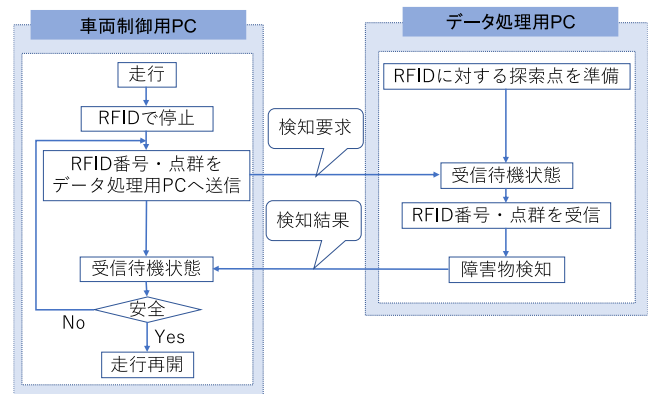 車両制御用PC
走行
RFIDで停止
RFID番号・点群を
データ処理用PCへ送信
受信待機状態
安全
No
Yes
走行再開
検知要求
検知結果
データ処理用PC
RFIDに対する探索点を準備
受信待機状態
RFID番号・点群を受信
障害物検知